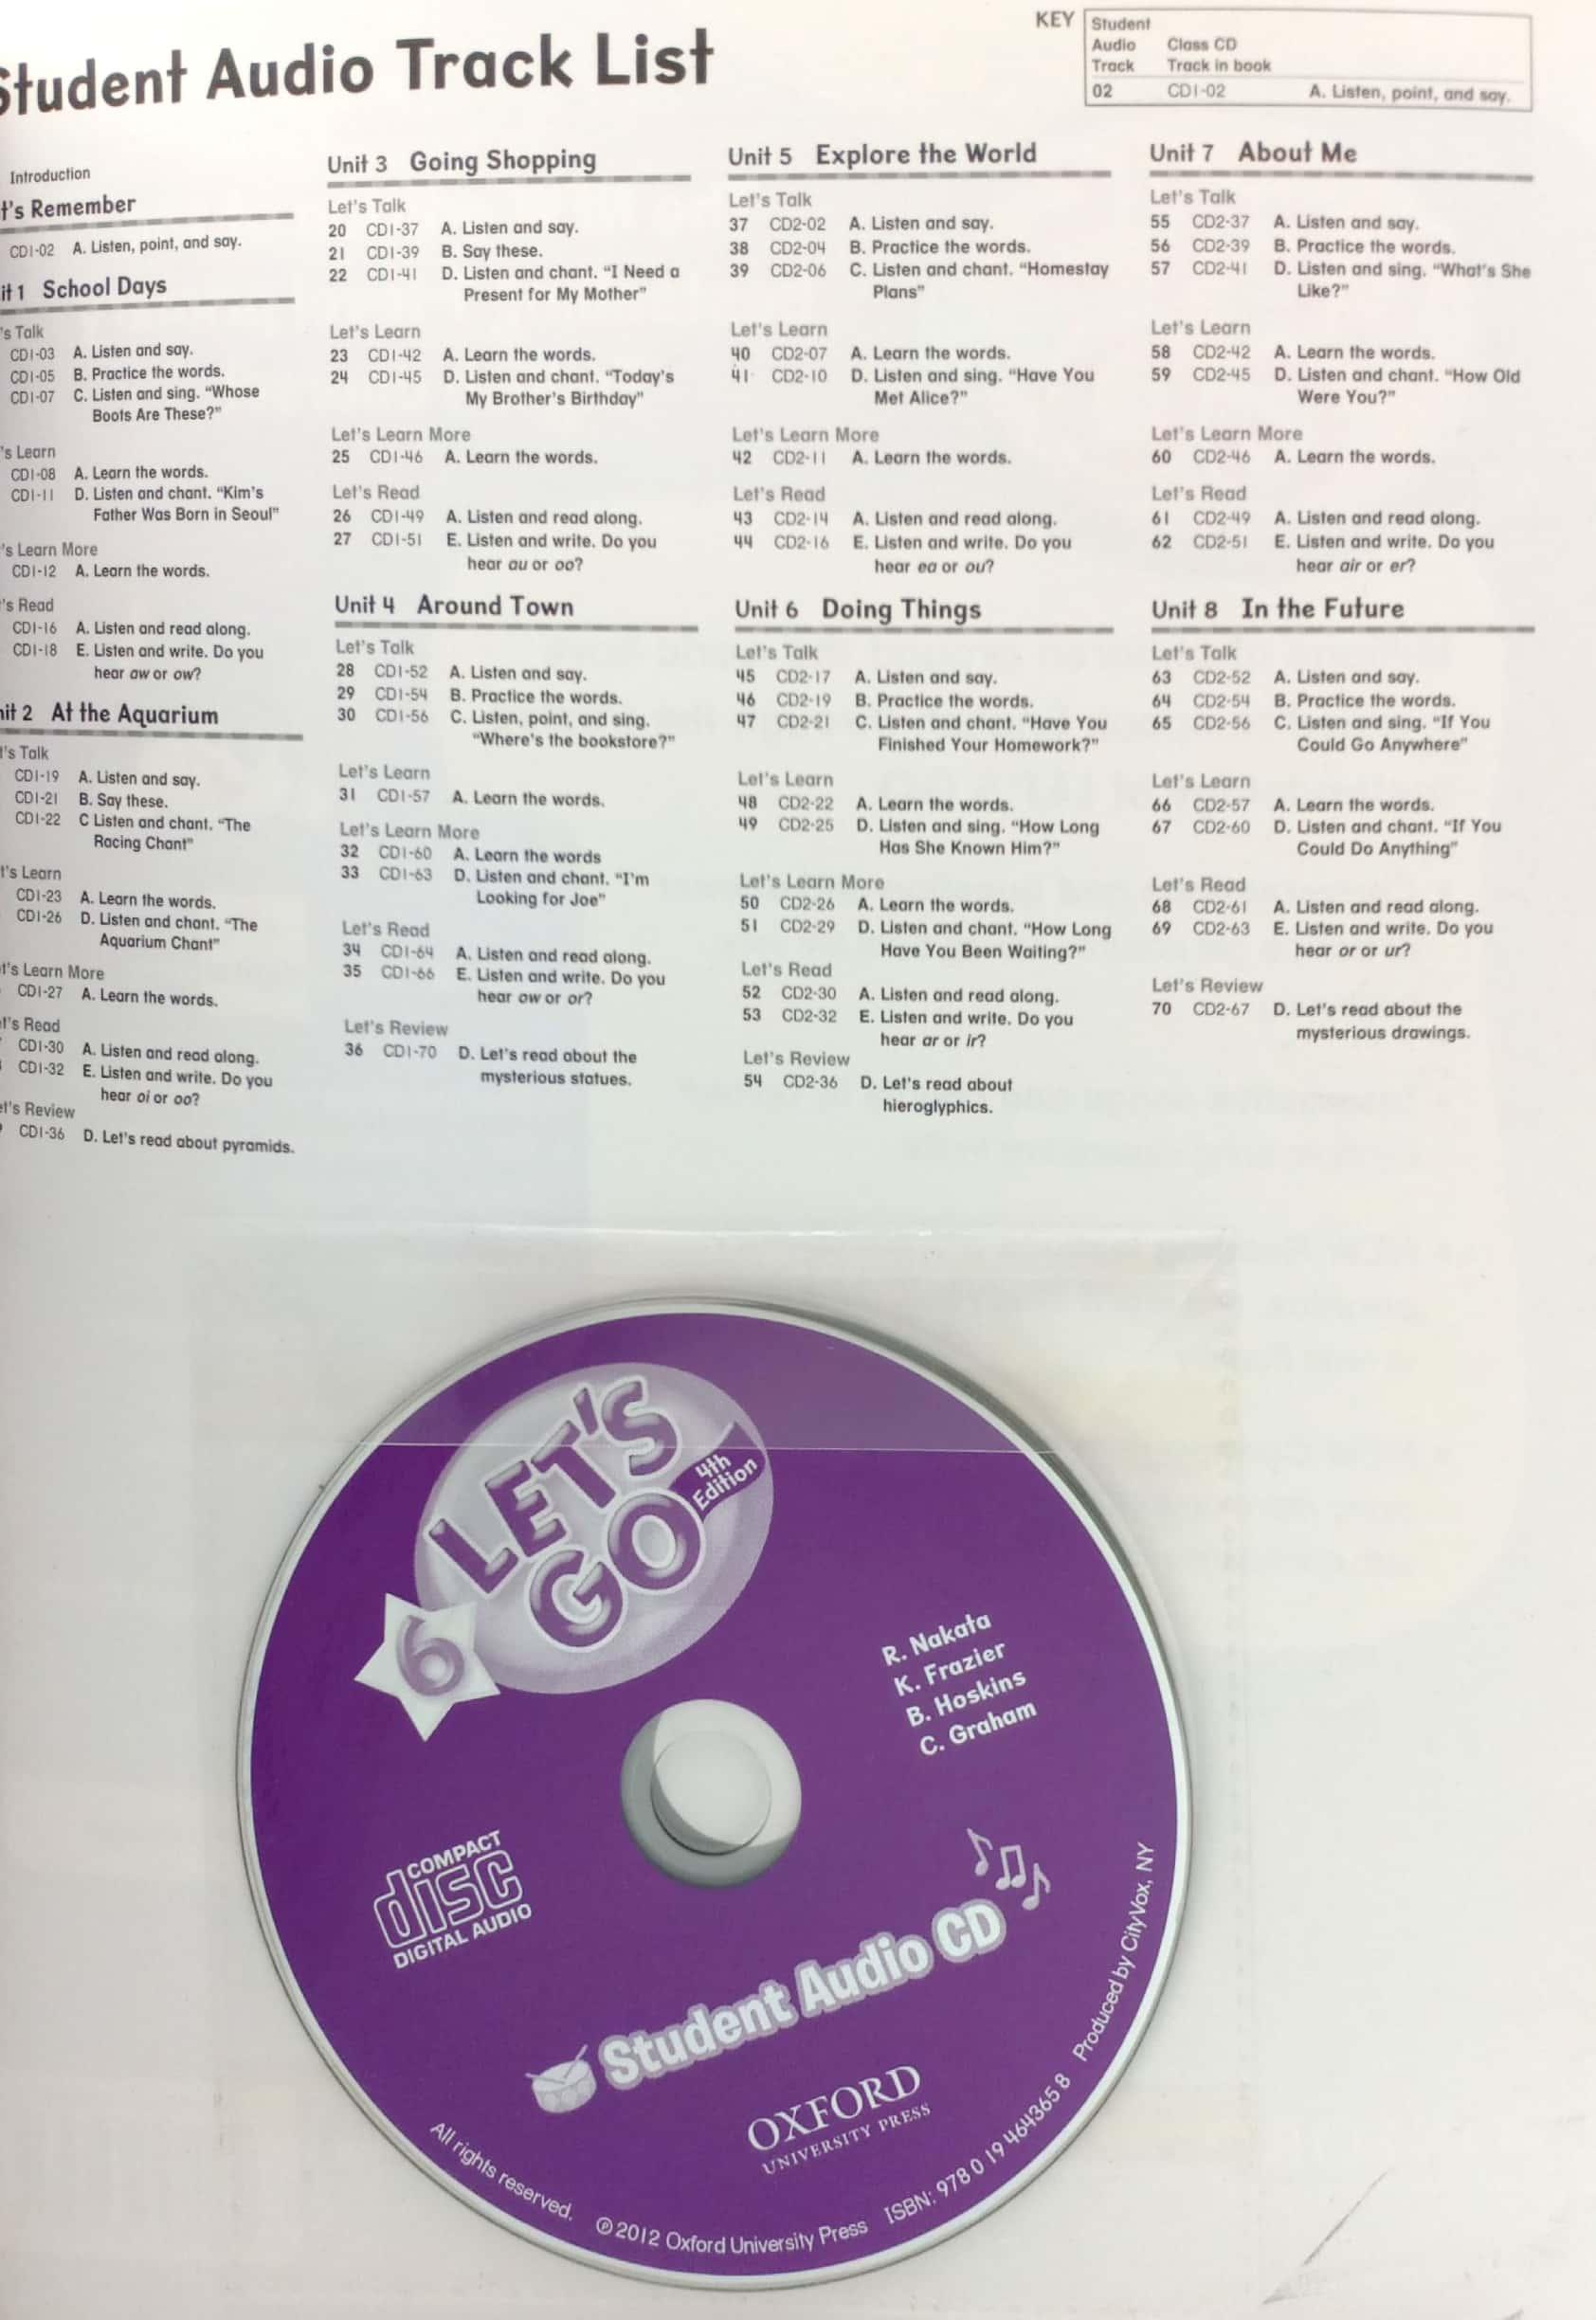 Student Audio Track List
KEY
Student
Audio Class CD
Track Track in book
02 CD1-02 A. Listen, point, and say.
Introduction
t's Remember
CD1-02 A. Listen, point, and say.
it 1 School Days
's Talk
CD1-03 A. Listen and say.
CD1-05 B. Practice the words.
CD1-07 C. Listen and sing. “Whose
Boots Are These?”
's Learn
CD1-08 A. Learn the words.
CD1-11 D. Listen and chant. “Kim's
Father Was Born in Seoul”
's Learn More
CD1-12 A. Learn the words.
's Read
CD1-16 A. Listen and read along.
CD1-18 E. Listen and write. Do you
hear aw or ow?
nit 2 At the Aquarium
t's Talk
CD1-19 A. Listen and say.
CD1-21 B. Say these.
CD1-22 C Listen and chant. “The
Racing Chant”
t's Learn
CD1-23 A. Learn the words.
CD1-26 D. Listen and chant. “The
Aquarium Chant”
t's Learn More
CD1-27 A. Learn the words.
t's Read
CD1-30 A. Listen and read along.
CD1-32 E. Listen and write. Do you
hear oi or oo?
et's Review
CD1-36 D. Let's read about pyramids.
Unit 3 Going Shopping
Let's Talk
20 CD1-37 A. Listen and say.
21 CD1-39 B. Say these.
22 CD1-41 D. Listen and chant. “I Need a
Present for My Mother”
Let's Learn
23 CD1-42 A. Learn the words.
24 CD1-45 D. Listen and chant. “Today's
My Brother's Birthday”
Let's Learn More
25 CD1-46 A. Learn the words.
Let's Read
26 CD1-49 A. Listen and read along.
27 CD1-51 E. Listen and write. Do you
hear au or oo?
Unit 4 Around Town
Let's Talk
28 CD1-52 A. Listen and say.
29 CD1-54 B. Practice the words.
30 CD1-56 C. Listen, point, and sing.
“Where's the bookstore?”
Let's Learn
31 CD1-57 A. Learn the words.
Let's Learn More
32 CD1-60 A. Learn the words
33 CD1-63 D. Listen and chant. “I'm
Looking for Joe”
Let's Read
34 CD1-64 A. Listen and read along.
35 CD1-66 E. Listen and write. Do you
hear ow or or?
Let's Review
36 CD1-70 D. Let's read about the
mysterious statues.
Unit 5 Explore the World
Let's Talk
37 CD2-02 A. Listen and say.
38 CD2-04 B. Practice the words.
39 CD2-06 C. Listen and chant. “Homestay
Plans”
Let's Learn
40 CD2-07 A. Learn the words.
41 CD2-10 D. Listen and sing. “Have You
Met Alice?”
Let's Learn More
42 CD2-11 A. Learn the words.
Let's Read
43 CD2-14 A. Listen and read along.
44 CD2-16 E. Listen and write. Do you
hear ea or ou?
Unit 6 Doing Things
Let's Talk
45 CD2-17 A. Listen and say.
46 CD2-19 B. Practice the words.
47 CD2-21 C. Listen and chant. “Have You
Finished Your Homework?”
Let's Learn
48 CD2-22 A. Learn the words.
49 CD2-25 D. Listen and sing. “How Long
Has She Known Him?”
Let's Learn More
50 CD2-26 A. Learn the words.
51 CD2-29 D. Listen and chant. “How Long
Have You Been Waiting?”
Let's Read
52 CD2-30 A. Listen and read along.
53 CD2-32 E. Listen and write. Do you
hear ar or ir?
Let's Review
54 CD2-36 D. Let's read about
hieroglyphics.
Unit 7 About Me
Let's Talk
55 CD2-37 A. Listen and say.
56 CD2-39 B. Practice the words.
57 CD2-41 D. Listen and sing. “What's She
Like?”
Let's Learn
58 CD2-42 A. Learn the words.
59 CD2-45 D. Listen and chant. “How Old
Were You?”
Let's Learn More
60 CD2-46 A. Learn the words.
Let's Read
61 CD2-49 A. Listen and read along.
62 CD2-51 E. Listen and write. Do you
hear air or er?
Unit 8 In the Future
Let's Talk
63 CD2-52 A. Listen and say.
64 CD2-54 B. Practice the words.
65 CD2-56 C. Listen and sing. “If You
Could Go Anywhere”
Let's Learn
66 CD2-57 A. Learn the words.
67 CD2-60 D. Listen and chant. “If You
Could Do Anything”
Let's Read
68 CD2-61 A. Listen and read along.
69 CD2-63 E. Listen and write. Do you
hear or or ur?
Let's Review
70 CD2-67 D. Let's read about the
mysterious drawings.
LET'S
GO
4th
Edition
6
R. Nakata
K. Frazier
B. Hoskins
C. Graham
COMPACT
disc
DIGITAL AUDIO
Student Audio CD
OXFORD
UNIVERSITY PRESS
All rights reserved. ℗ 2012 Oxford University Press ISBN: 978 0 19 464365 8 Produced by CityVox, NY